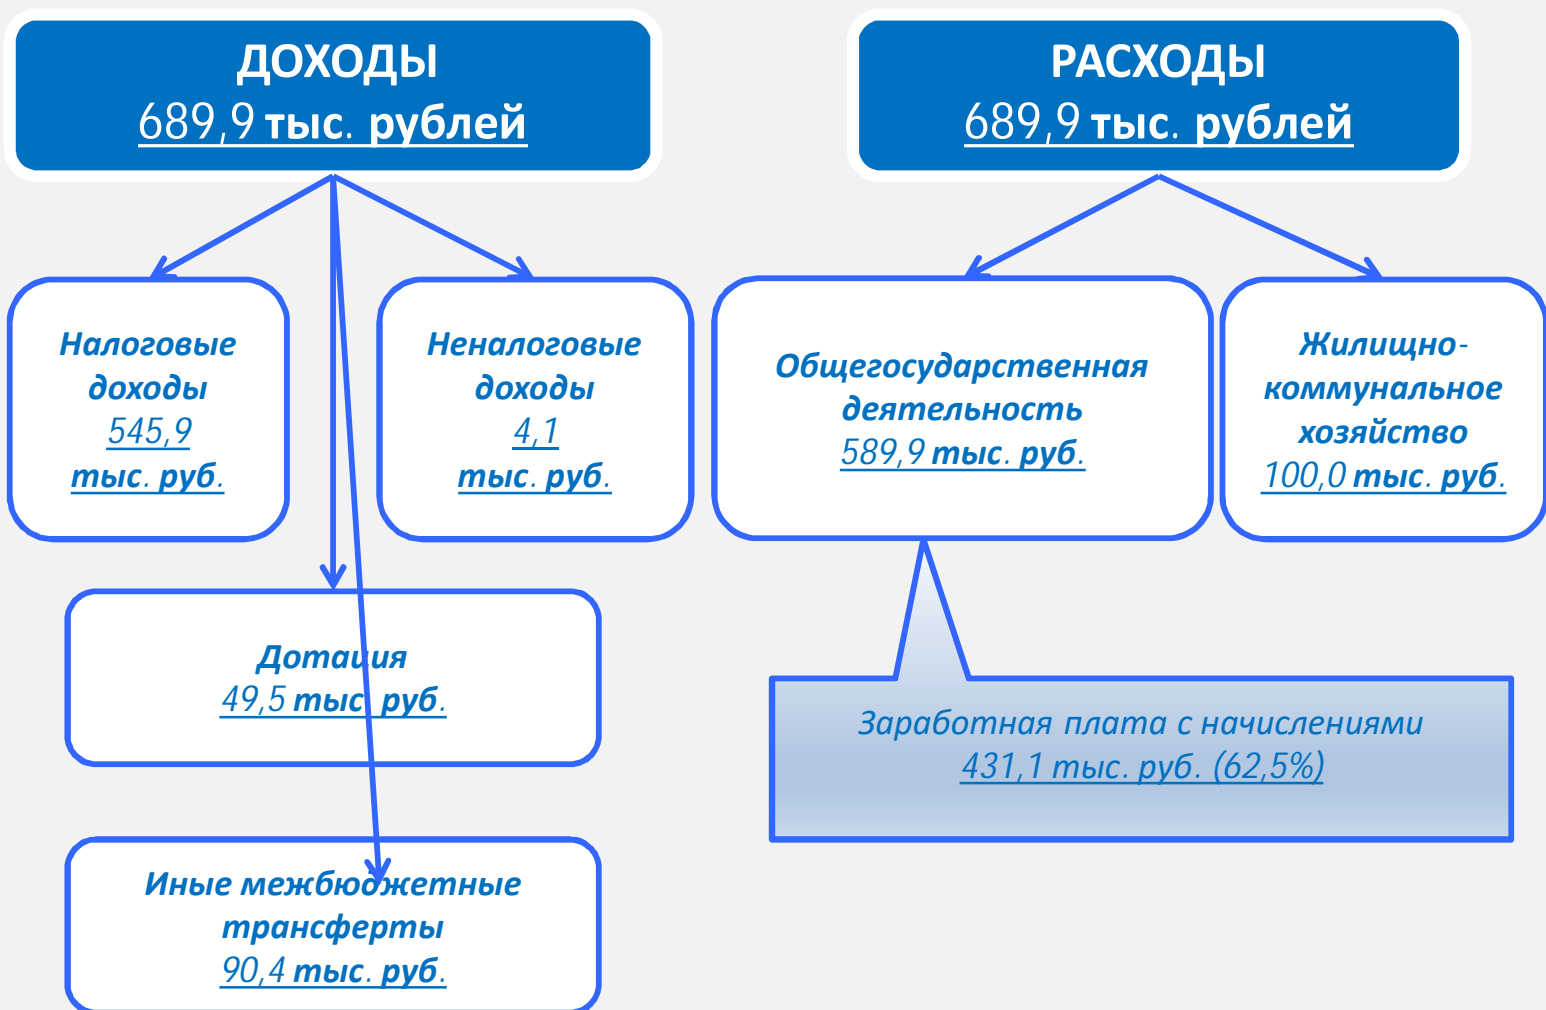 ДОХОДЫ
689,9 тыс. рублей
РАСХОДЫ
689,9 тыс. рублей
Налоговые
доходы
545,9
тыс. руб.
Неналоговые
доходы
4,1
тыс. руб.
Общегосударственная
деятельность
589,9 тыс. руб.
Жилищно-
коммунальное
хозяйство
100,0 тыс. руб.
Дотация
49,5 тыс. руб.
Заработная плата с начислениями
431,1 тыс. руб. (62,5%)
Иные межбюджетные
трансферты
90,4 тыс. руб.